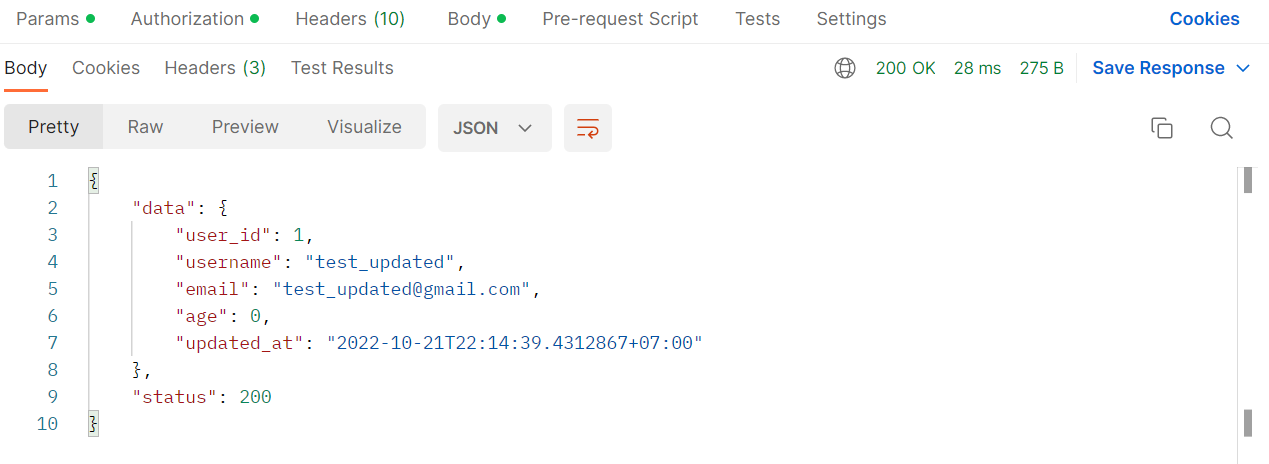 Params Authorization Headers (10) Body Pre-request Script Tests Settings Cookies
Body Cookies Headers (3) Test Results 200 OK 28 ms 275 B Save Response
Pretty Raw Preview Visualize JSON
1 {
2 "data": {
3 "user_id": 1,
4 "username": "test_updated",
5 "email": "test_updated@gmail.com",
6 "age": 0,
7 "updated_at": "2022-10-21T22:14:39.4312867+07:00"
8 },
9 "status": 200
10 }